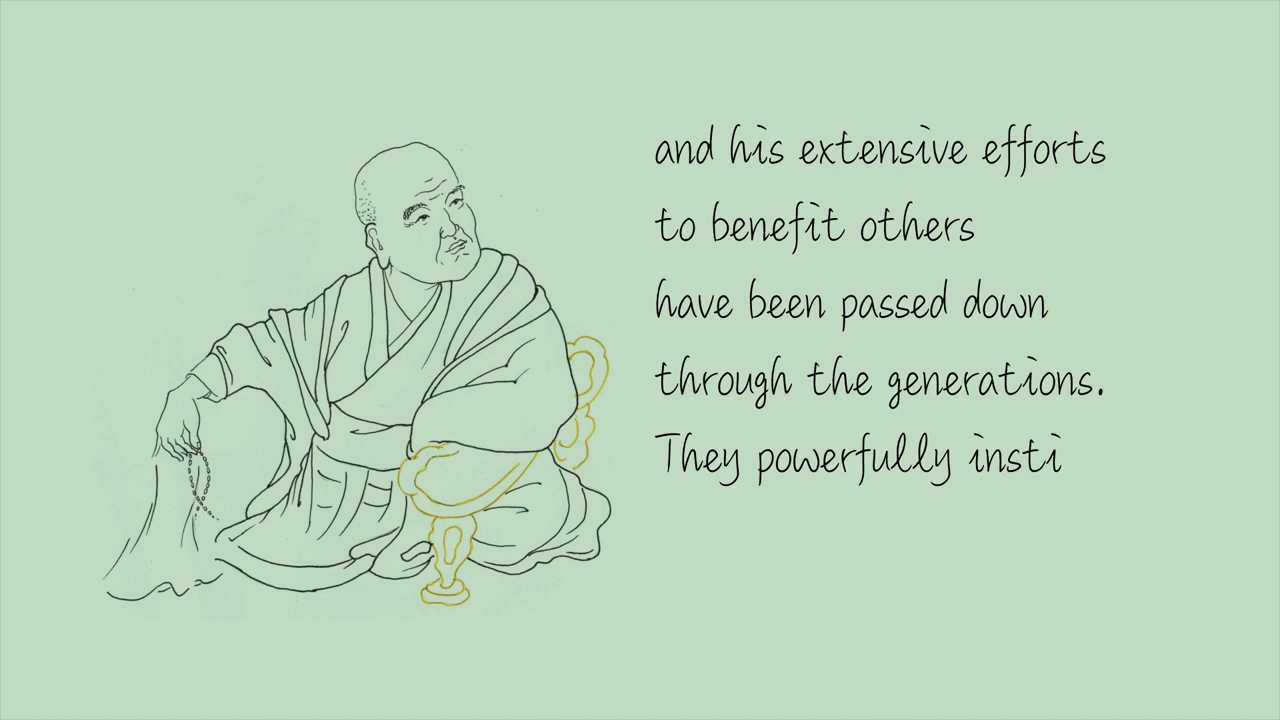 and his extensive efforts
to benefit others
have been passed down
through the generations.
They powerfully insti